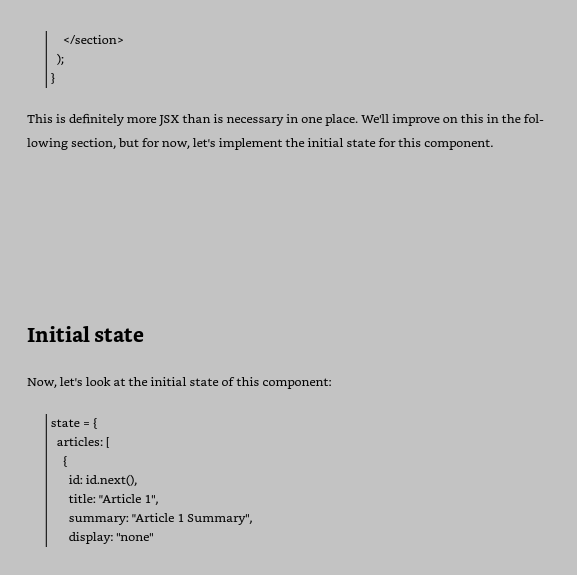 </section>
);
}
This is definitely more JSX than is necessary in one place. We'll improve on this in the fol-
lowing section, but for now, let's implement the initial state for this component.
Initial state
Now, let's look at the initial state of this component:
state = {
articles: [
{
id: id.next(),
title: "Article 1",
summary: "Article 1 Summary",
display: "none"